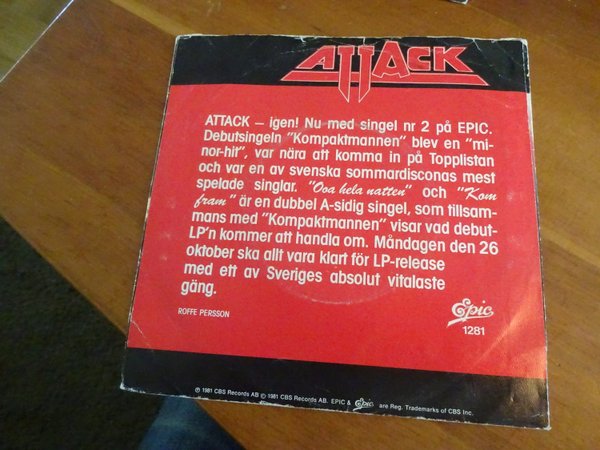 ATTACK
ATTACK – igen! Nu med singel nr 2 på EPIC.
Debutsingeln "Kompaktmannen" blev en "mi-
nor-hit", var nära att komma in på Topplistan
och var en av svenska sommardisconas mest
spelade singlar. "Ooa hela natten" och "Kom
fram" är en dubbel A-sidig singel, som tillsam-
mans med "Kompaktmannen" visar vad debut-
LP'n kommer att handla om. Måndagen den 26
oktober ska allt vara klart för LP-release
med ett av Sveriges absolut vitalaste
gäng.
ROFFE PERSSON
Epic
1281
℗ 1981 CBS Records AB © 1981 CBS Records AB. EPIC & Epic are Reg. Trademarks of CBS Inc.